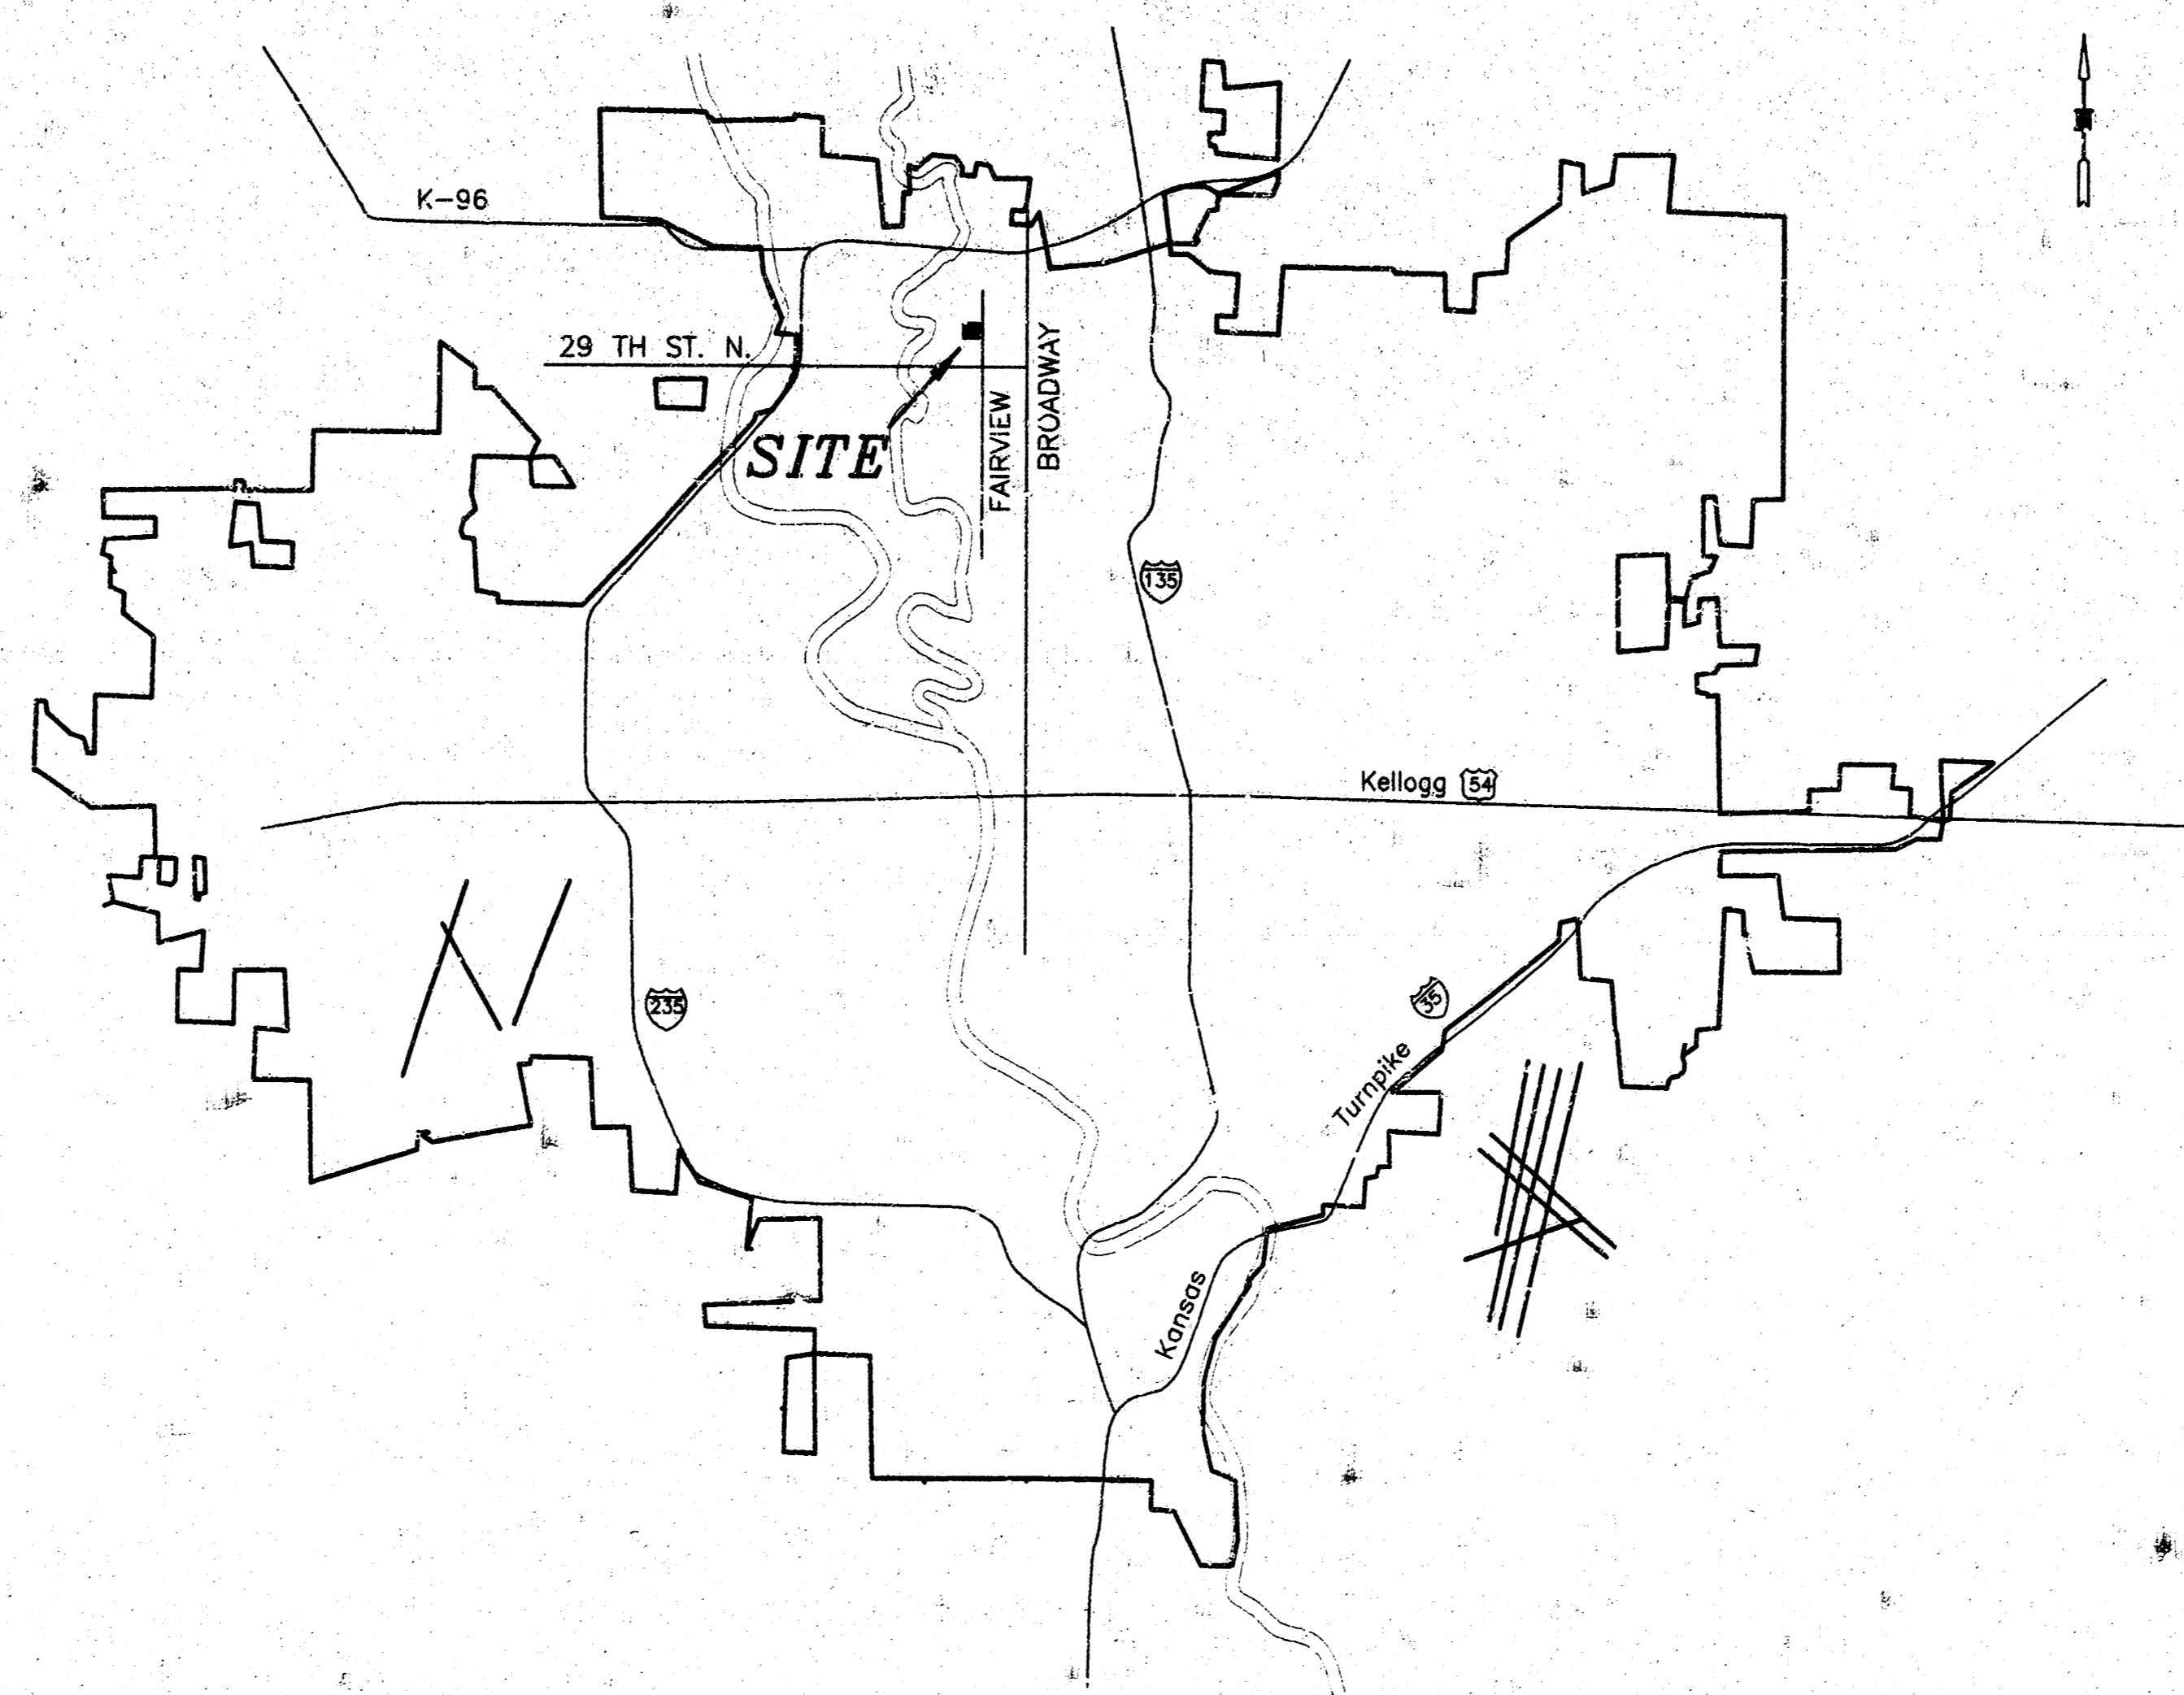 K-96
29 TH ST. N.
SITE
FAIRVIEW
BROADWAY
135
Kellogg 54
235
35
Turnpike
Kansas